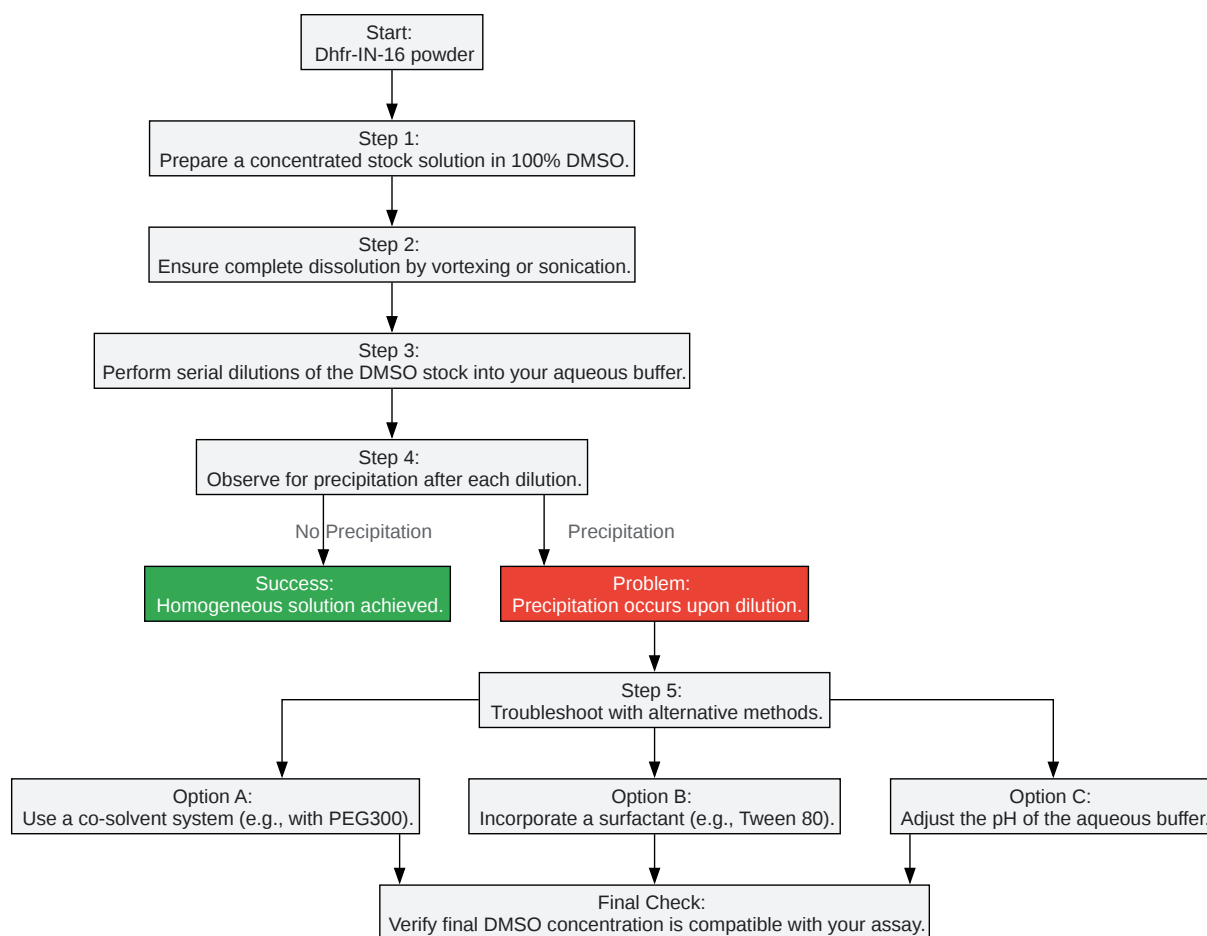 Start:
Dhfr-IN-16 powder
Step 1:
Prepare a concentrated stock solution in 100% DMSO.
Step 2:
Ensure complete dissolution by vortexing or sonication.
Step 3:
Perform serial dilutions of the DMSO stock into your aqueous buffer.
Step 4:
Observe for precipitation after each dilution.
No Precipitation
Precipitation
Success:
Homogeneous solution achieved.
Problem:
Precipitation occurs upon dilution.
Step 5:
Troubleshoot with alternative methods.
Option A:
Use a co-solvent system (e.g., with PEG300).
Option B:
Incorporate a surfactant (e.g., Tween 80).
Option C:
Adjust the pH of the aqueous buffer.
Final Check:
Verify final DMSO concentration is compatible with your assay.